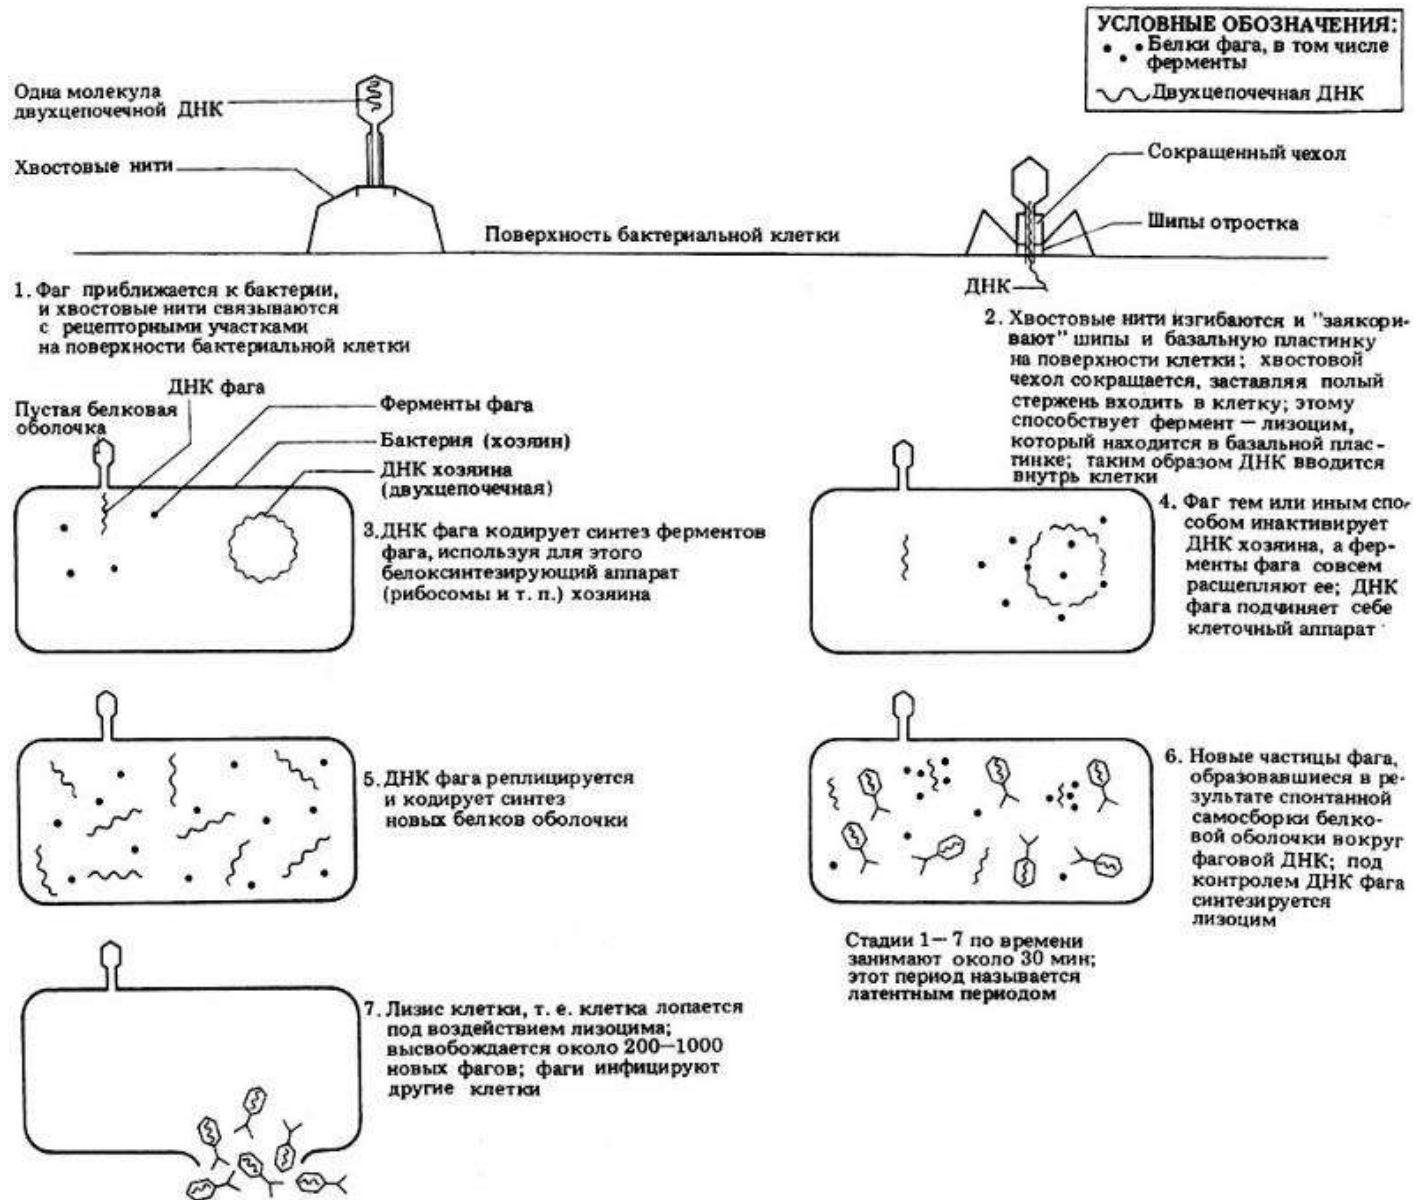 УСЛОВНЫЕ ОБОЗНАЧЕНИЯ:
Белки фага, в том числе
ферменты
Двухцепочечная ДНК
Одна молекула
двухцепочечной ДНК
Хвостовые нити
Поверхность бактериальной клетки
Сокращенный чехол
Шипы отростка
ДНК
1. Фаг приближается к бактерии,
и хвостовые нити связываются
с рецепторными участками
на поверхности бактериальной клетки
2. Хвостовые нити изгибаются и "заякори-
вают" шипы и базальную пластинку
на поверхности клетки; хвостовой
чехол сокращается, заставляя полый
стержень входить в клетку; этому
способствует фермент — лизоцим,
который находится в базальной плас-
тинке; таким образом ДНК вводится
внутрь клетки
ДНК фага
Пустая белковая
оболочка
Ферменты фага
Бактерия (хозяин)
ДНК хозяина
(двухцепочечная)
3. ДНК фага кодирует синтез ферментов
фага, используя для этого
белоксинтезирующий аппарат
(рибосомы и т. п.) хозяина
4. Фаг тем или иным спо-
собом инактивирует
ДНК хозяина, а фер-
менты фага совсем
расщепляют ее; ДНК
фага подчиняет себе
клеточный аппарат
5. ДНК фага реплицируется
и кодирует синтез
новых белков оболочки
6. Новые частицы фага,
образовавшиеся в ре-
зультате спонтанной
самосборки белко-
вой оболочки вокруг
фаговой ДНК; под
контролем ДНК фага
синтезируется
лизоцим
Стадии 1— 7 по времени
занимают около 30 мин;
этот период называется
латентным периодом
7. Лизис клетки, т. е. клетка лопается
под воздействием лизоцима;
высвобождается около 200—1000
новых фагов; фаги инфицируют
другие клетки